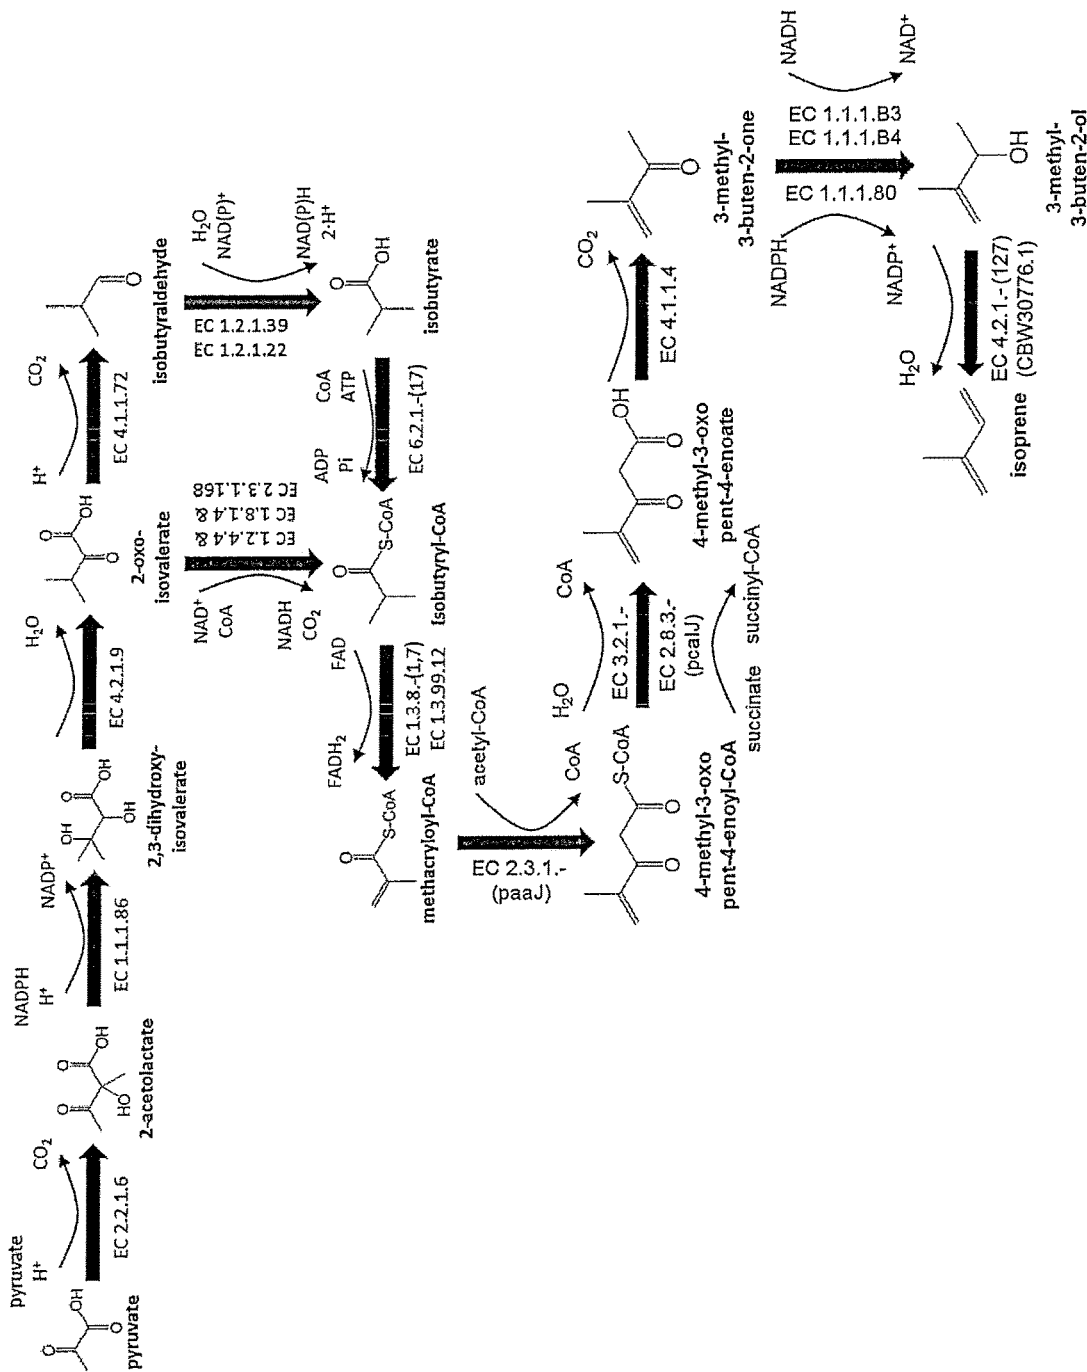 pyruvate
H⁺
CO₂
pyruvate
EC 2.2.1.6
2-acetolactate
NADPH
H⁺
NADP⁺
EC 1.1.1.86
2,3-dihydroxy-
isovalerate
H₂O
EC 4.2.1.9
2-oxo-
isovalerate
H⁺
CO₂
EC 4.1.1.72
isobutyraldehyde
NAD⁺
CoA
NADH
CO₂
EC 1.2.4.4 &
EC 1.8.1.4 &
EC 2.3.1.168
H₂O
NAD(P)⁺
NAD(P)H
2·H⁺
EC 1.2.1.39
EC 1.2.1.22
isobutyrate
CoA
ATP
ADP
Pi
EC 6.2.1.-(17)
Isobutyryl-CoA
FAD
FADH₂
EC 1.3.8.-(1,7)
EC 1.3.99.12
methacryloyl-CoA
acetyl-CoA
CoA
EC 2.3.1.-
(paaJ)
4-methyl-3-oxo
pent-4-enoyl-CoA
H₂O
CoA
EC 3.2.1.-
EC 2.8.3.-
(pcaIJ)
succinate
succinyl-CoA
4-methyl-3-oxo
pent-4-enoate
CO₂
EC 4.1.1.4
3-methyl-
3-buten-2-one
NADPH
NADP⁺
EC 1.1.1.80
EC 1.1.1.B3
EC 1.1.1.B4
NADH
NAD⁺
3-methyl-
3-buten-2-ol
H₂O
EC 4.2.1.- (127)
(CBW30776.1)
isoprene
O
OH
O
O
O
OH
HO
OH
O
OH
OH
O
OH
O
O
O
OH
O
S-CoA
O
S-CoA
S-CoA
O
O
OH
O
O
O
OH